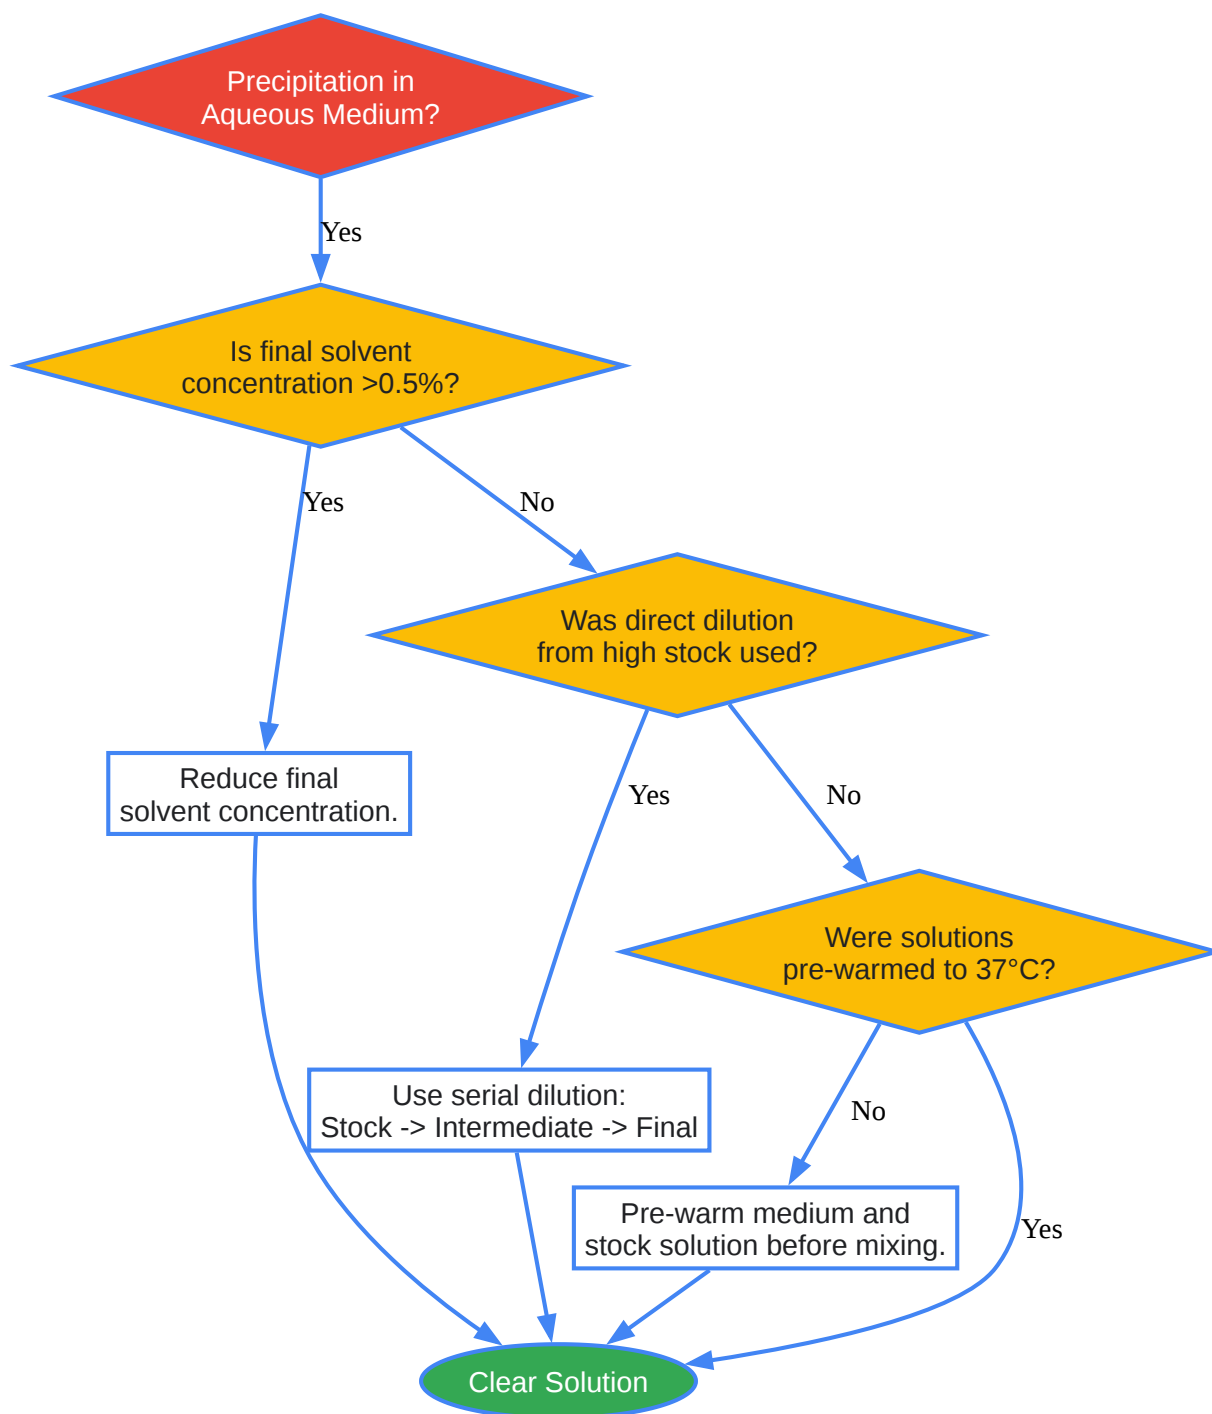 Precipitation in
Aqueous Medium?
Yes
Is final solvent
concentration >0.5%?
Yes
No
Was direct dilution
from high stock used?
Reduce final
solvent concentration.
Yes
No
Were solutions
pre-warmed to 37°C?
Use serial dilution:
Stock -> Intermediate -> Final
No
Pre-warm medium and
stock solution before mixing.
Yes
Clear Solution